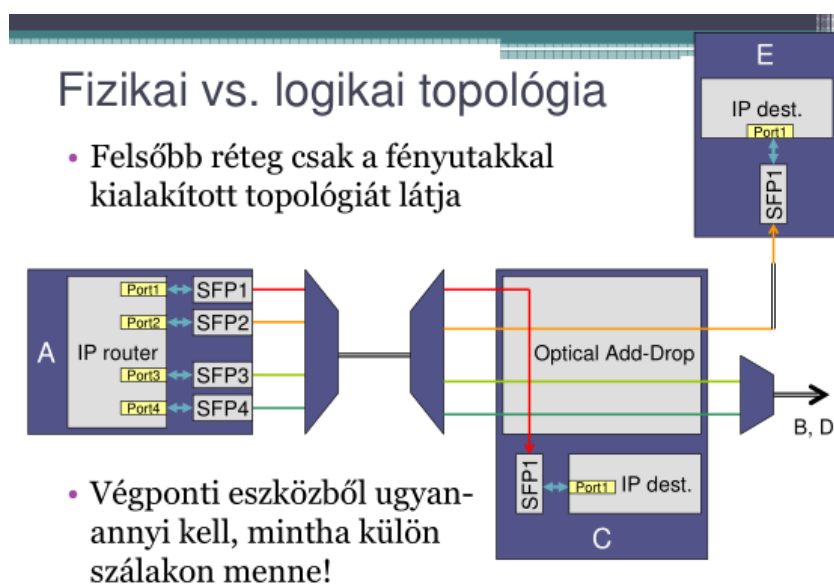 Fizikai vs. logikai topológia
• Felsőbb réteg csak a fényutakkal
kialakított topológiát látja
E
IP dest.
Port1
SFP1
A
IP router
Port1
SFP1
Port2
SFP2
Port3
SFP3
Port4
SFP4
Optical Add-Drop
SFP1
Port1
IP dest.
C
B, D
• Végponti eszközből ugyan-
annyi kell, mintha külön
szálakon menne!